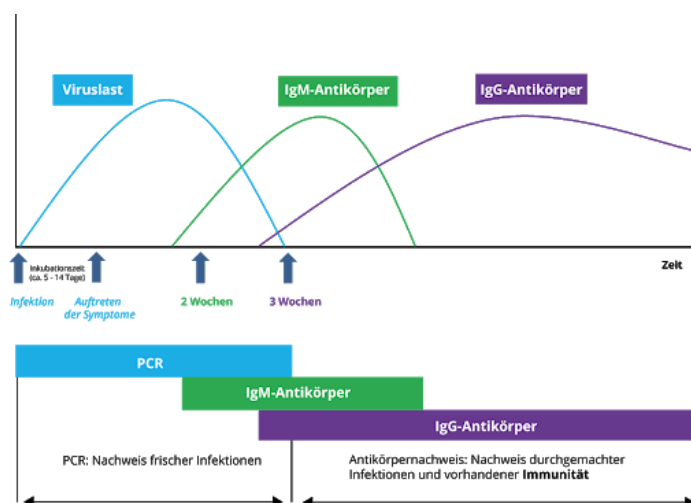 Viruslast
IgM-Antikörper
IgG-Antikörper
Inkubationszeit
(ca. 5 - 14 Tage)
Zeit
Infektion
Auftreten
der Symptome
2 Wochen
3 Wochen
PCR
IgM-Antikörper
IgG-Antikörper
PCR: Nachweis frischer Infektionen
Antikörpernachweis: Nachweis durchgemachter
Infektionen und vorhandener Immunität